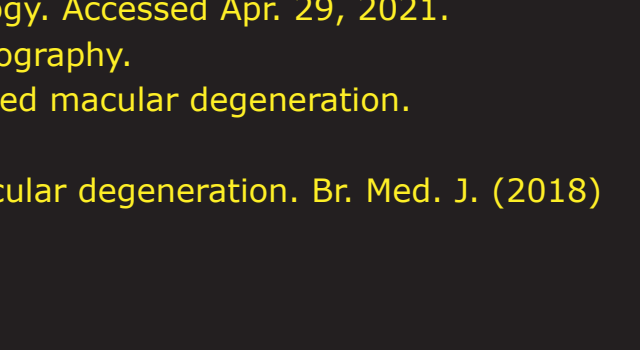 ogy. Accessed Apr. 29, 2021.
ography.
ed macular degeneration.
cular degeneration. Br. Med. J. (2018)